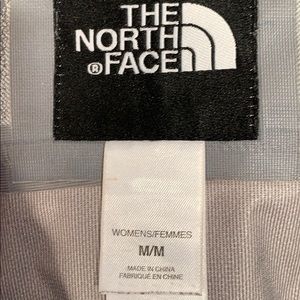 THE
NORTH
®FACE
WOMENS/FEMMES
M/M
MADE IN CHINA
FABRIQUÉ EN CHINE